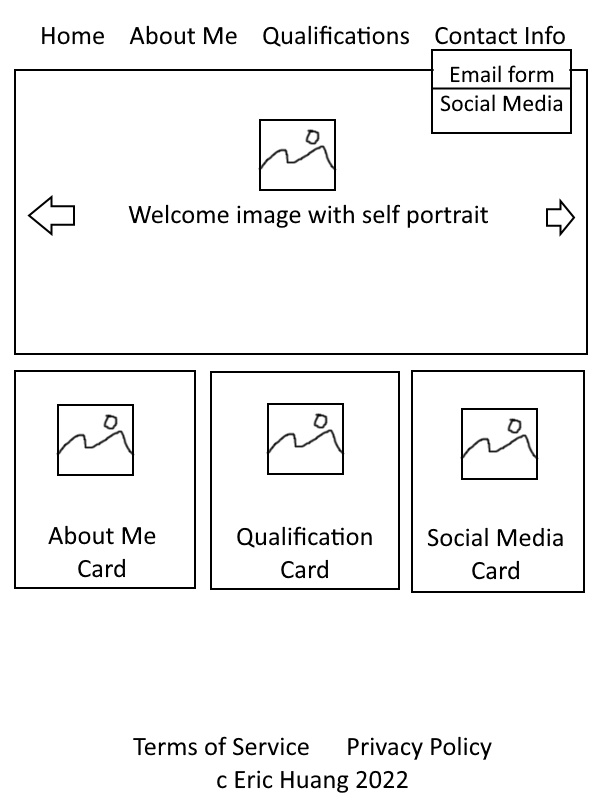 Home About Me Qualifications Contact Info
Email form
Social Media
Welcome image with self portrait
About Me
Card
Qualification
Card
Social Media
Card
Terms of Service Privacy Policy
c Eric Huang 2022